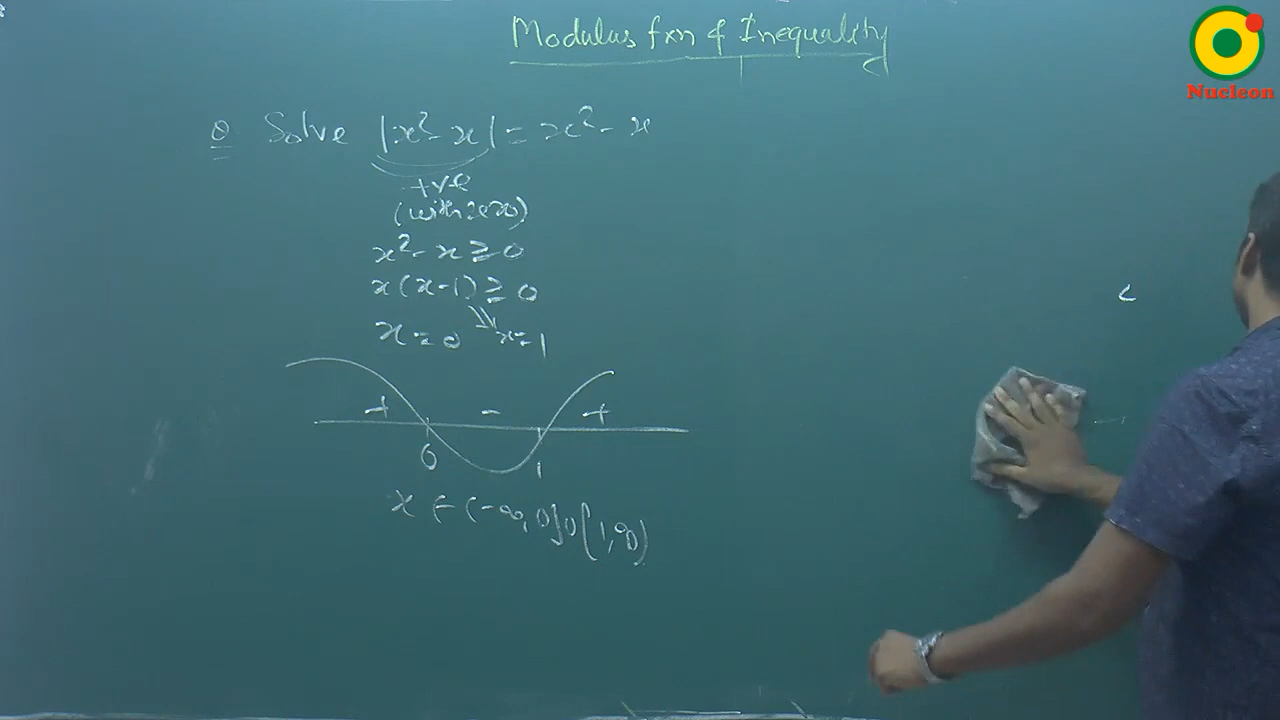 Modulus fxn & Inequality
Nucleon
Q Solve |x²-x| = x²-x
+ve
(with zero)
x²-x ≥ 0
x(x-1) ≥ 0
x=0 x=1
+ - +
0 1
x ∈ (-∞,0]∪[1,∞)